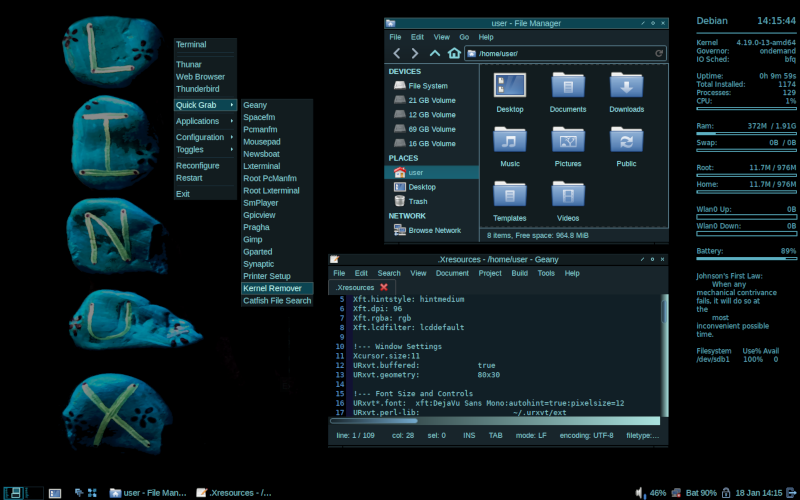 L
I
N
U
X
Terminal
Thunar
Web Browser
Thunderbird
Quick Grab
Applications
Configuration
Toggles
Reconfigure
Restart
Exit
Geany
Spacefm
Pcmanfm
Mousepad
Newsboat
Lxterminal
Root PcManfm
Root Lxterminal
SmPlayer
Gpicview
Pragha
Gimp
Gparted
Synaptic
Printer Setup
Kernel Remover
Catfish File Search
user - File Manager
File Edit View Go Help
/home/user/
DEVICES
File System
21 GB Volume
12 GB Volume
69 GB Volume
16 GB Volume
PLACES
user
Desktop
Trash
NETWORK
Browse Network
Desktop Documents Downloads
Music Pictures Public
Templates Videos
8 items, Free space: 964.8 MiB
.Xresources - /home/user - Geany
File Edit Search View Document Project Build Tools Help
.Xresources
5 Xft.hintstyle: hintmedium
6 Xft.dpi: 96
7 Xft.rgba: rgb
8 Xft.lcdfilter: lcddefault
9
10 !--- Window Settings
11 Xcursor.size:11
12 URxvt.buffered: true
13 URxvt.geometry: 80x30
14
15 !--- Font Size and Controls
16 URxvt*.font: xft:DejaVu Sans Mono:autohint=true:pixelsize=12
17 URxvt.perl-lib: ~/.urxvt/ext
line: 1 / 109 col: 28 sel: 0 INS TAB mode: LF encoding: UTF-8 filetype:...
Debian 14:15:44
Kernel 4.19.0-13-amd64
Governor: ondemand
IO Sched: bfq
Uptime: 0h 9m 59s
Total Installed: 1174
Processes: 129
CPU: 1%
Ram: 372M / 1.91G
Swap: 0B / 0B
Root: 11.7M / 976M
Home: 11.7M / 976M
Wlan0 Up: 0B
Wlan0 Down: 0B
Battery: 89%
Johnson's First Law:
When any
mechanical contrivance
fails, it will do so at
the
most
inconvenient possible
time.
Filesystem Use% Avail
/dev/sdb1 100% 0
user - File Man...
.Xresources - /...
46%
Bat 90%
18 Jan 14:15